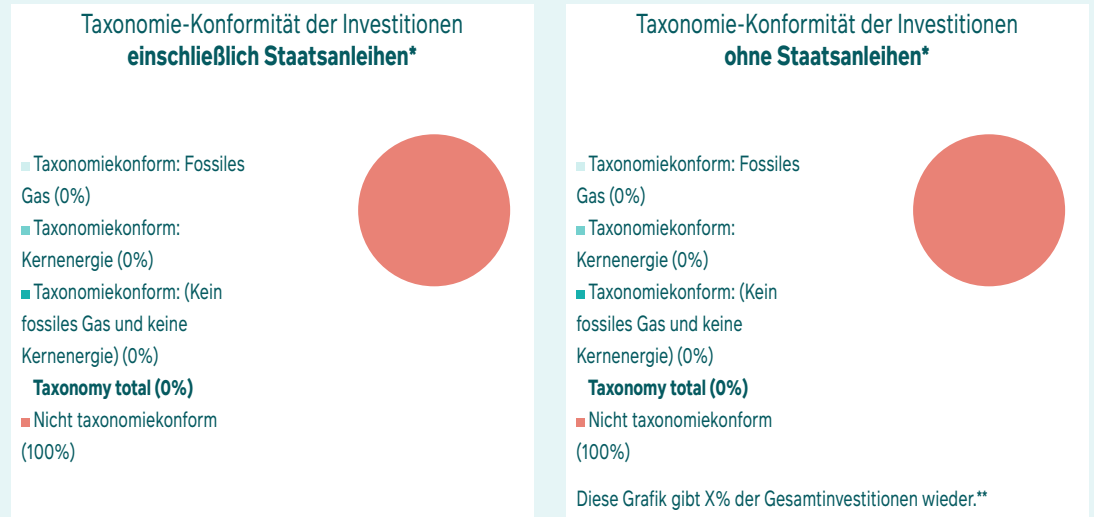 Taxonomie-Konformität der Investitionen
einschließlich Staatsanleihen*
Taxonomiekonform: Fossiles
Gas (0%)
Taxonomiekonform:
Kernenergie (0%)
Taxonomiekonform: (Kein
fossiles Gas und keine
Kernenergie) (0%)
Taxonomy total (0%)
Nicht taxonomiekonform
(100%)
Taxonomie-Konformität der Investitionen
ohne Staatsanleihen*
Taxonomiekonform: Fossiles
Gas (0%)
Taxonomiekonform:
Kernenergie (0%)
Taxonomiekonform: (Kein
fossiles Gas und keine
Kernenergie) (0%)
Taxonomy total (0%)
Nicht taxonomiekonform
(100%)
Diese Grafik gibt X% der Gesamtinvestitionen wieder.**